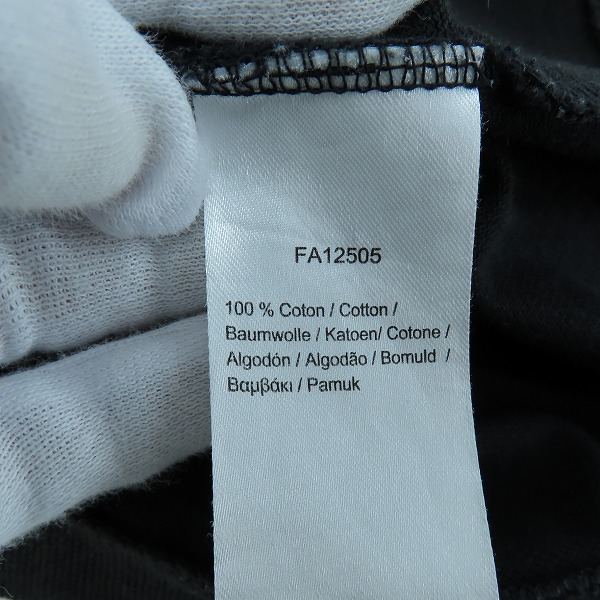 FA12505
100 % Coton / Cotton /
Baumwolle / Katoen/ Cotone /
Algodón / Algodão / Bomuld /
Βαμβάκι / Pamuk